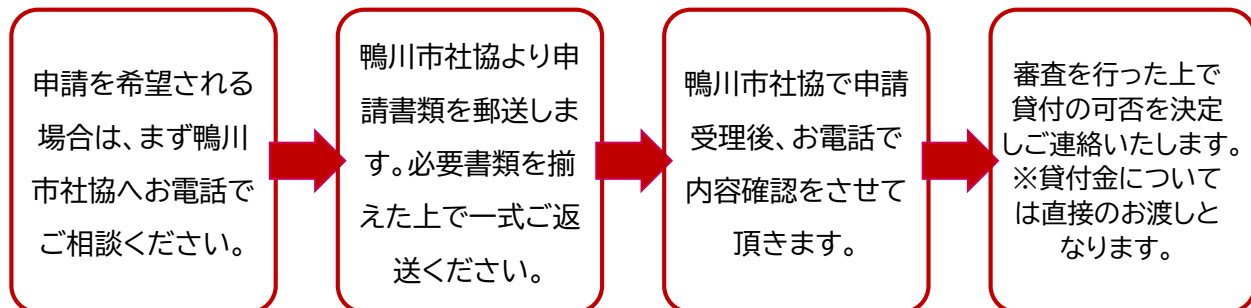 申請を希望される
場合は、まず鴨川
市社協へお電話で
ご相談ください。
鴨川市社協より申
請書類を郵送しま
す。必要書類を揃
えた上で一式ご返
送ください。
鴨川市社協で申請
受理後、お電話で
内容確認をさせて
頂きます。
審査を行った上で
貸付の可否を決定
しご連絡いたします。
※貸付金について
は直接のお渡しと
なります。